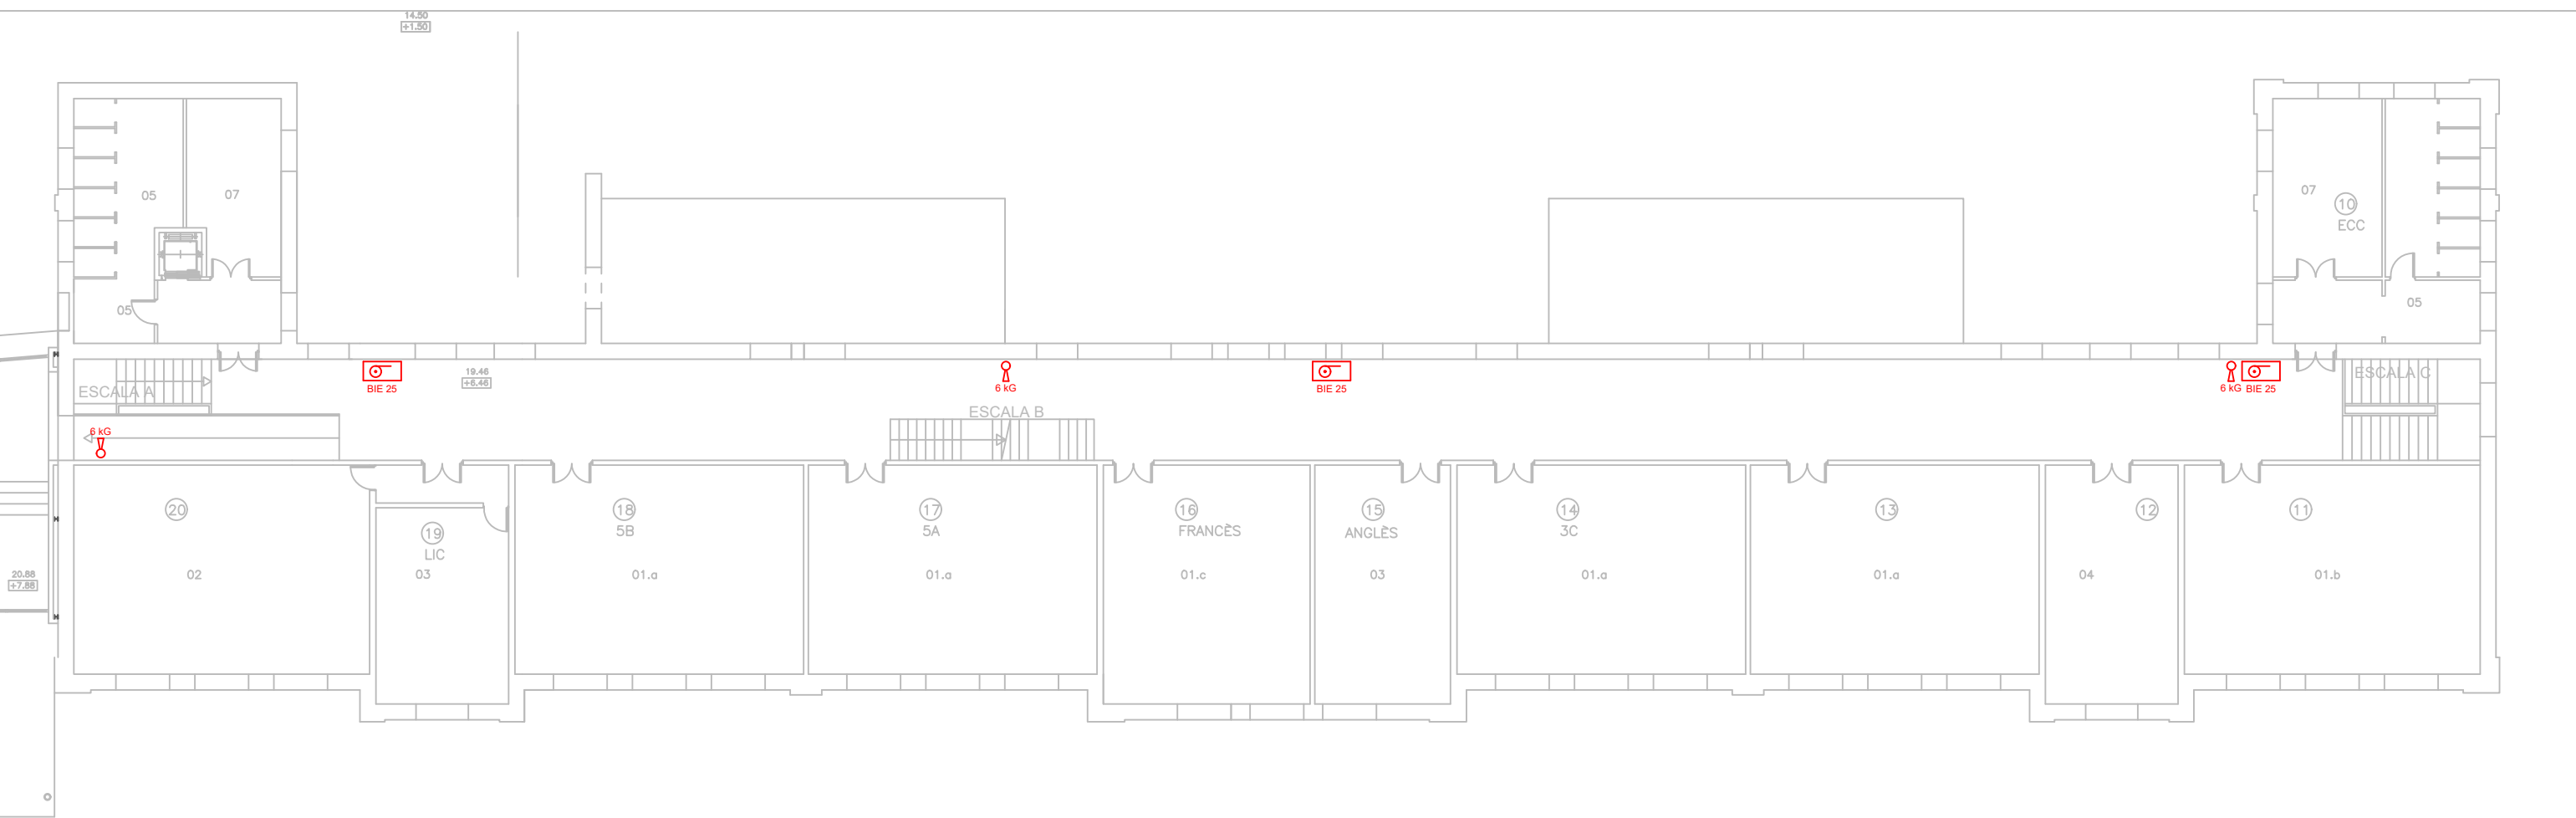 14.50
+1.50
05
07
05
07
10
ECC
05
ESCALA A
BIE 25
19.46
+6.46
6 kG
BIE 25
6 kG
BIE 25
ESCALA C
ESCALA B
6 kG
20
19
LIC
18
5B
17
5A
16
FRANCÈS
15
ANGLÈS
14
3C
13
12
11
02
03
01.a
01.a
01.c
03
01.a
01.a
04
01.b
20.88
+7.88